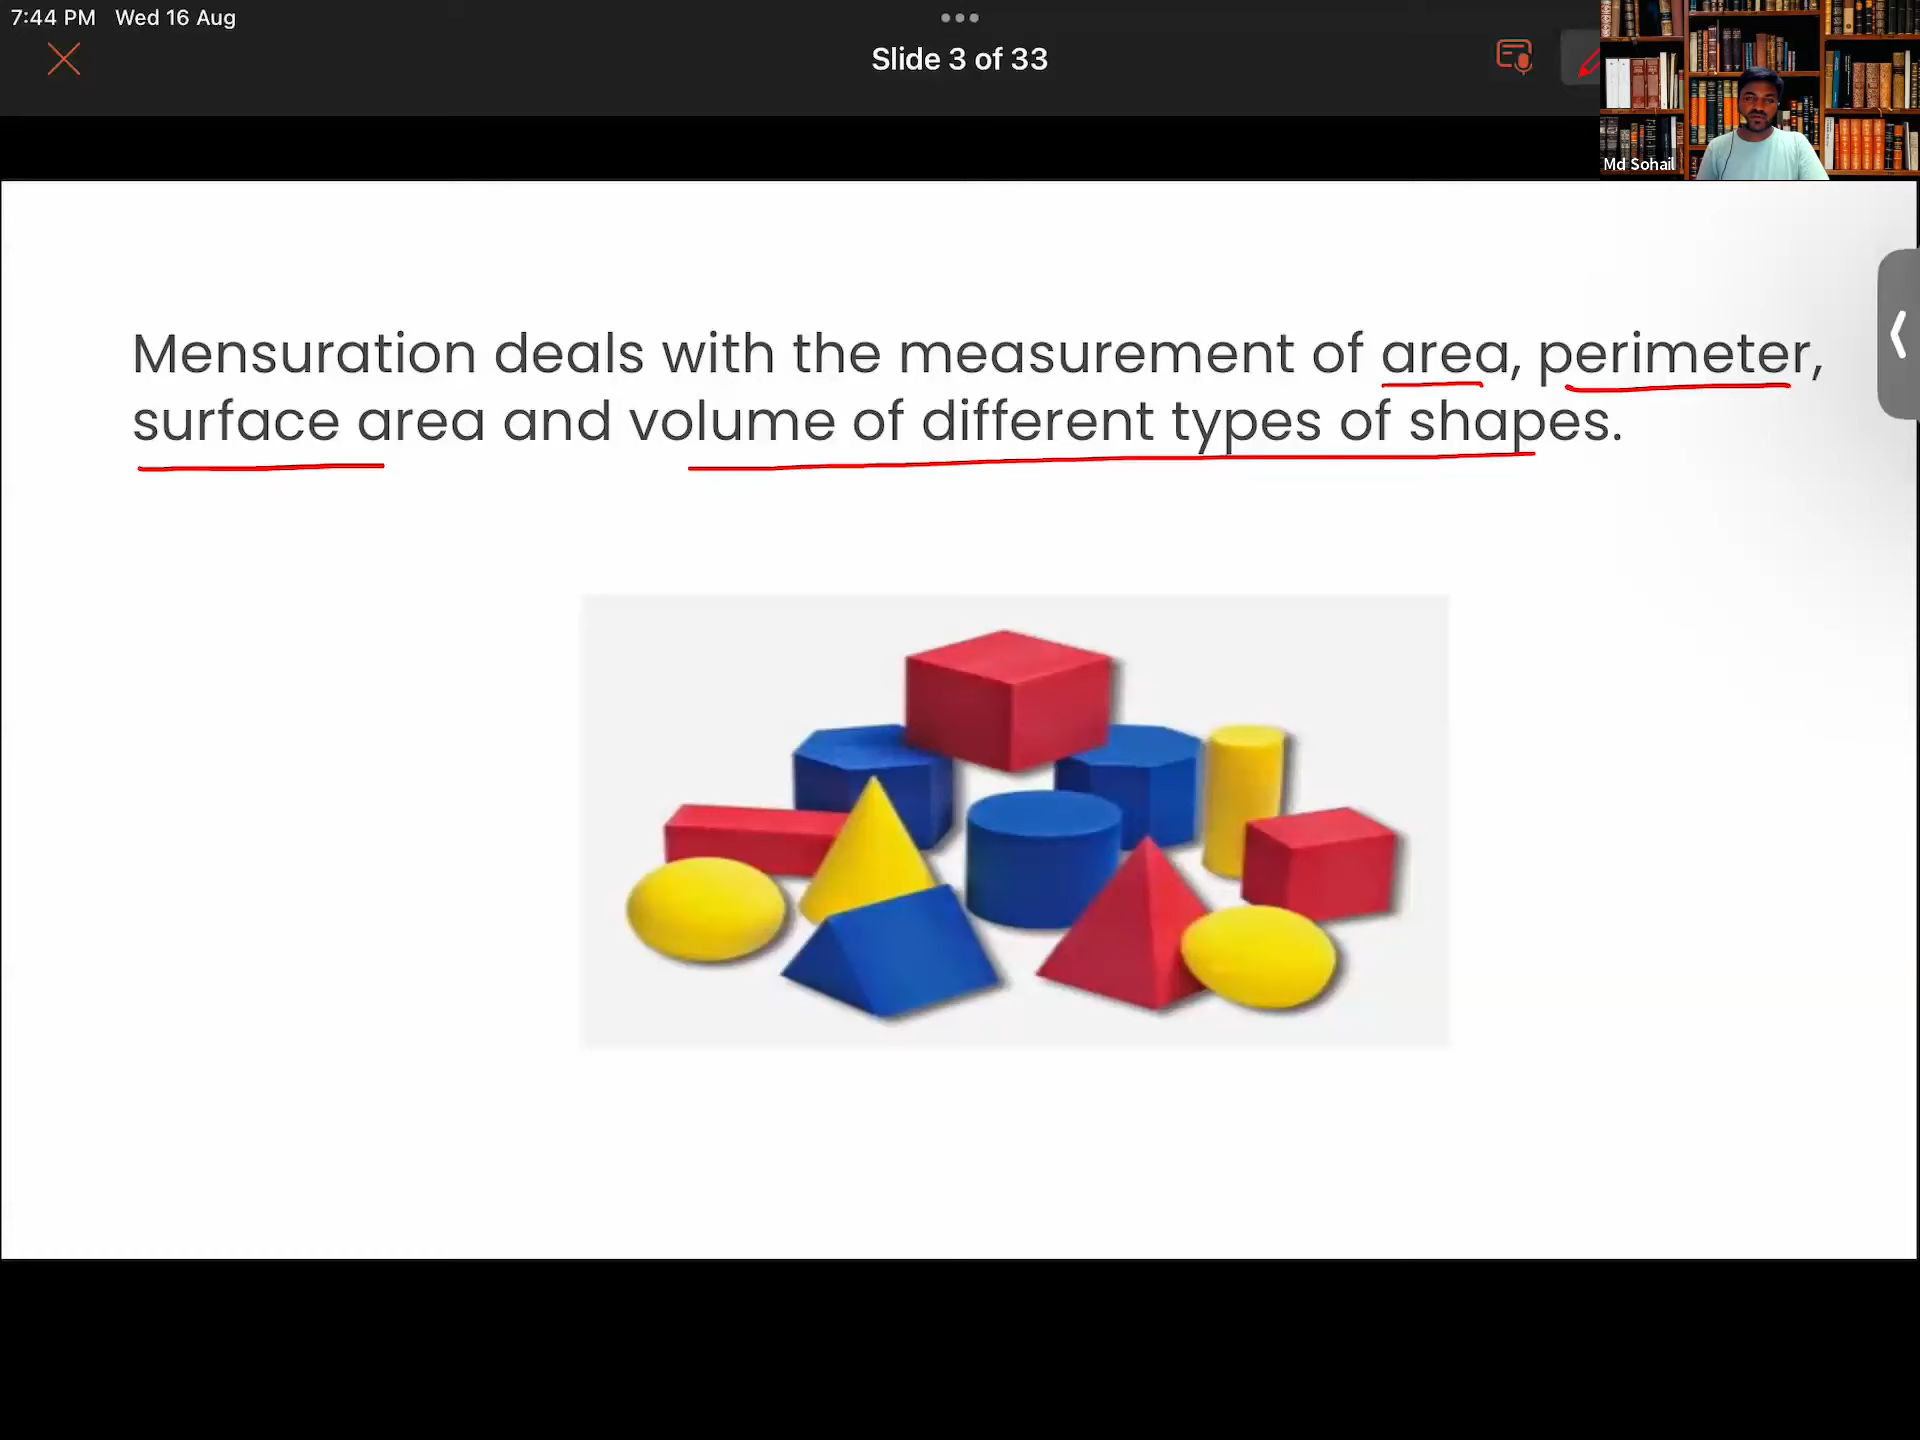 7:44 PM Wed 16 Aug
Slide 3 of 33
Md Sohail
Mensuration deals with the measurement of area, perimeter,
surface area and volume of different types of shapes.